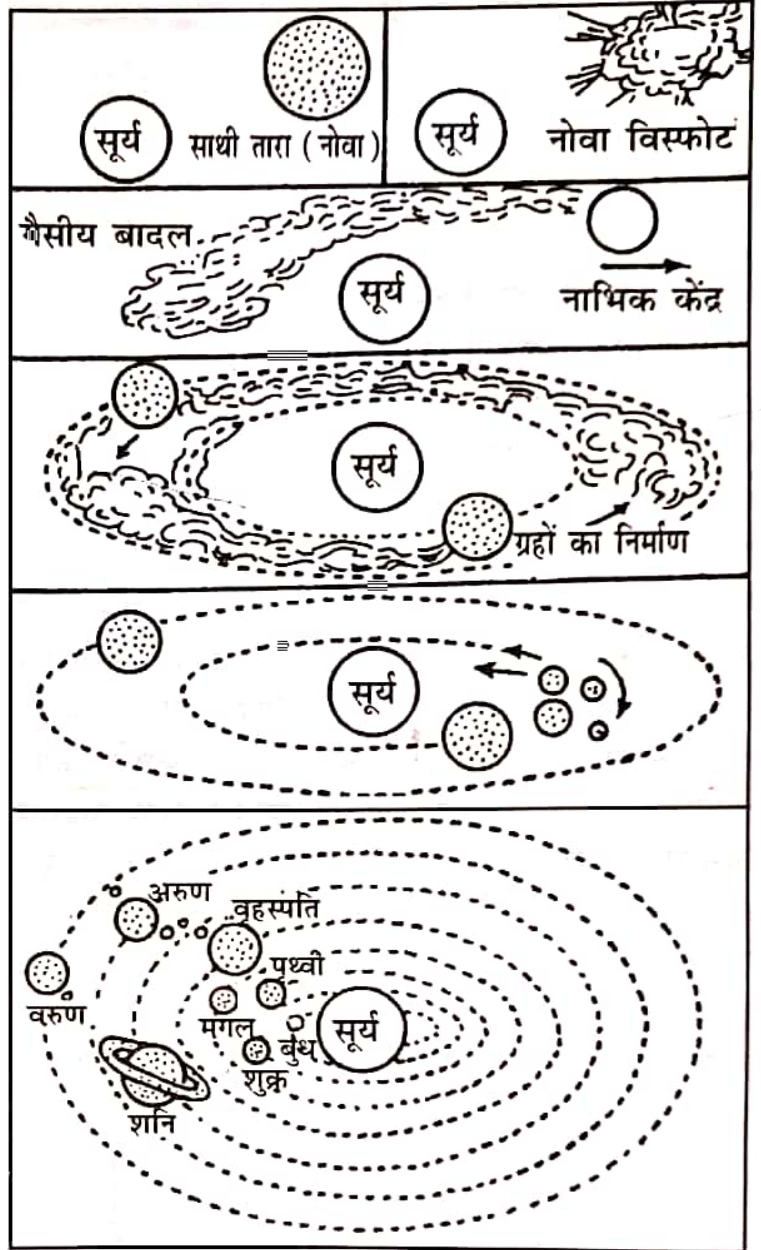 सूर्य
साथी तारा ( नोवा )
सूर्य
नोवा विस्फोट
गैसीय बादल
सूर्य
नाभिक केंद्र
सूर्य
ग्रहों का निर्माण
सूर्य
अरुण
वृहस्पति
पृथ्वी
वरुण
मंगल
बुध
सूर्य
शुक्र
शनि